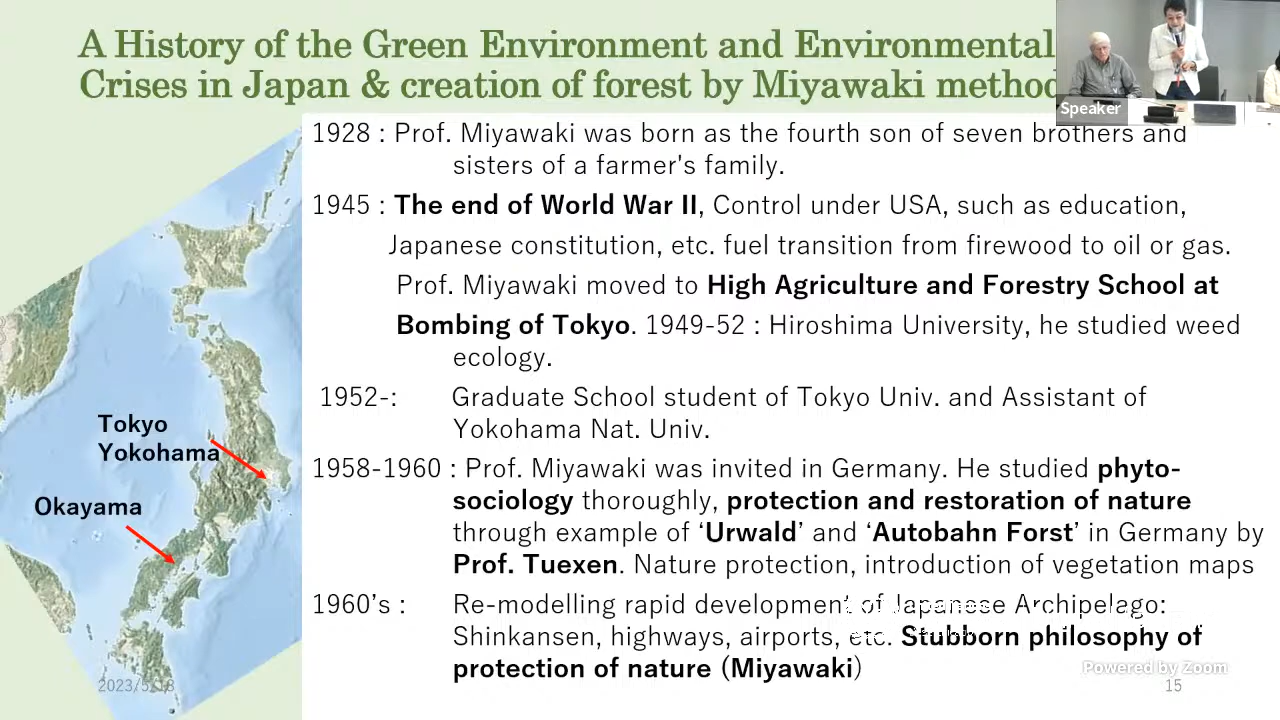 A History of the Green Environment and Environmental
Crises in Japan & creation of forest by Miyawaki method
Speaker
1928 : Prof. Miyawaki was born as the fourth son of seven brothers and
sisters of a farmer's family.
1945 : The end of World War II, Control under USA, such as education,
Japanese constitution, etc. fuel transition from firewood to oil or gas.
Prof. Miyawaki moved to High Agriculture and Forestry School at
Bombing of Tokyo. 1949-52 : Hiroshima University, he studied weed
ecology.
1952-: Graduate School student of Tokyo Univ. and Assistant of
Yokohama Nat. Univ.
1958-1960 : Prof. Miyawaki was invited in Germany. He studied phyto-
sociology thoroughly, protection and restoration of nature
through example of ‘Urwald’ and ‘Autobahn Forst’ in Germany by
Prof. Tuexen. Nature protection, introduction of vegetation maps
1960’s : Re-modelling rapid development of Japanese Archipelago:
Shinkansen, highways, airports, etc. Stubborn philosophy of
protection of nature (Miyawaki)
Tokyo
Yokohama
Okayama
2023/5/18
Powered by Zoom
15